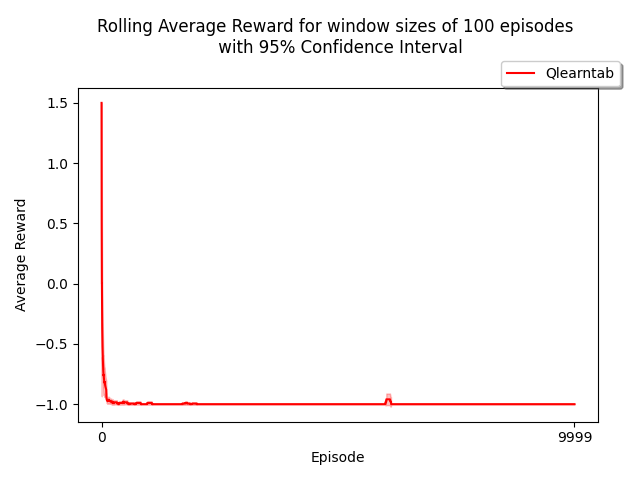 Rolling Average Reward for window sizes of 100 episodes
with 95% Confidence Interval
Qlearntab
1.5
1.0
0.5
0.0
−0.5
−1.0
Average Reward
0
9999
Episode